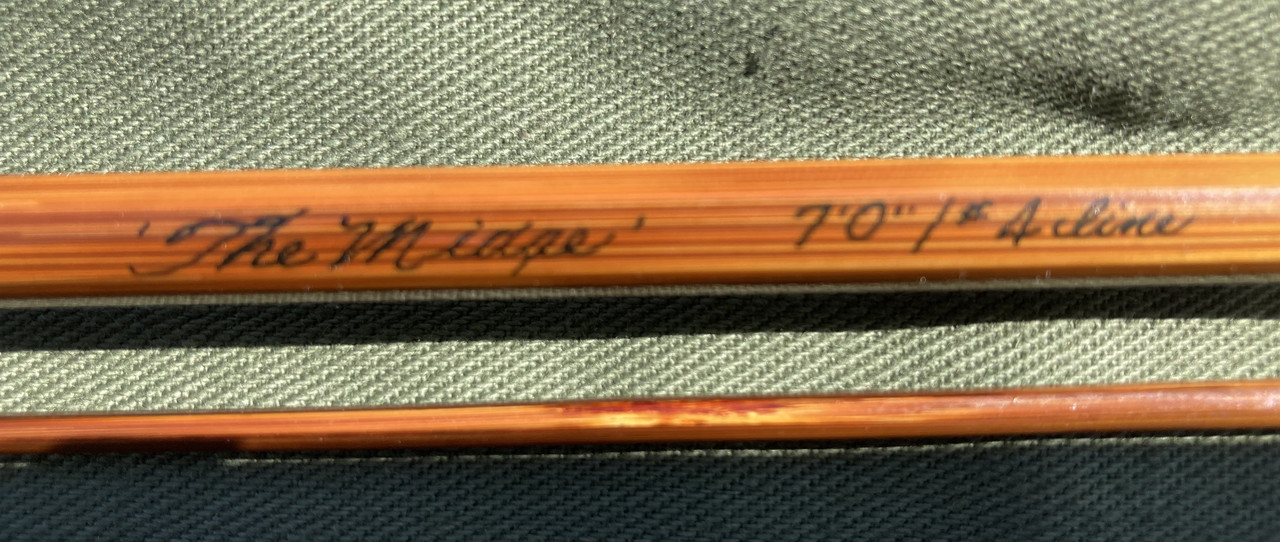 'The Midge' 7'0" / # 4 line